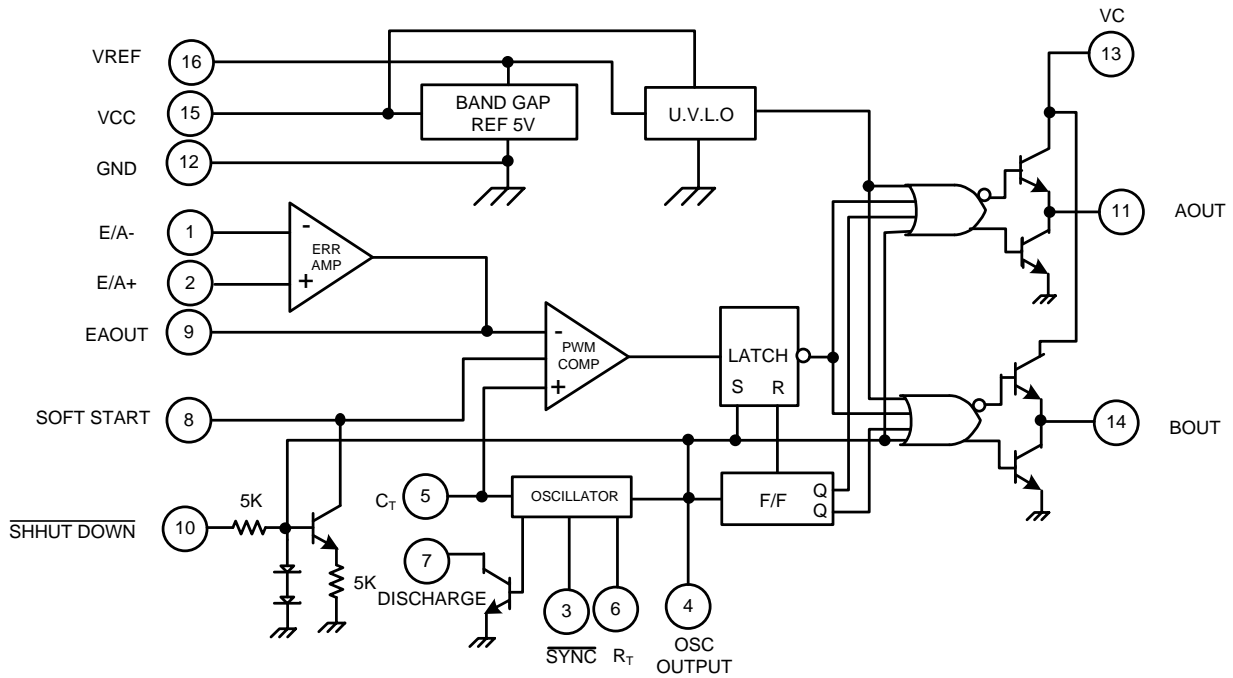 VC
VREF
16
13
VCC
15
BAND GAP
REF 5V
U.V.L.O
GND
12
E/A-
1
-
ERR
AMP
+
11
AOUT
E/A+
2
EAOUT
9
-
PWM
COMP
+
LATCH
S R
SOFT START
8
14
BOUT
CT
5
OSCILLATOR
F/F
Q
Q
5K
SHHUT DOWN
10
5K
7
DISCHARGE
3
6
4
SYNC
RT
OSC
OUTPUT